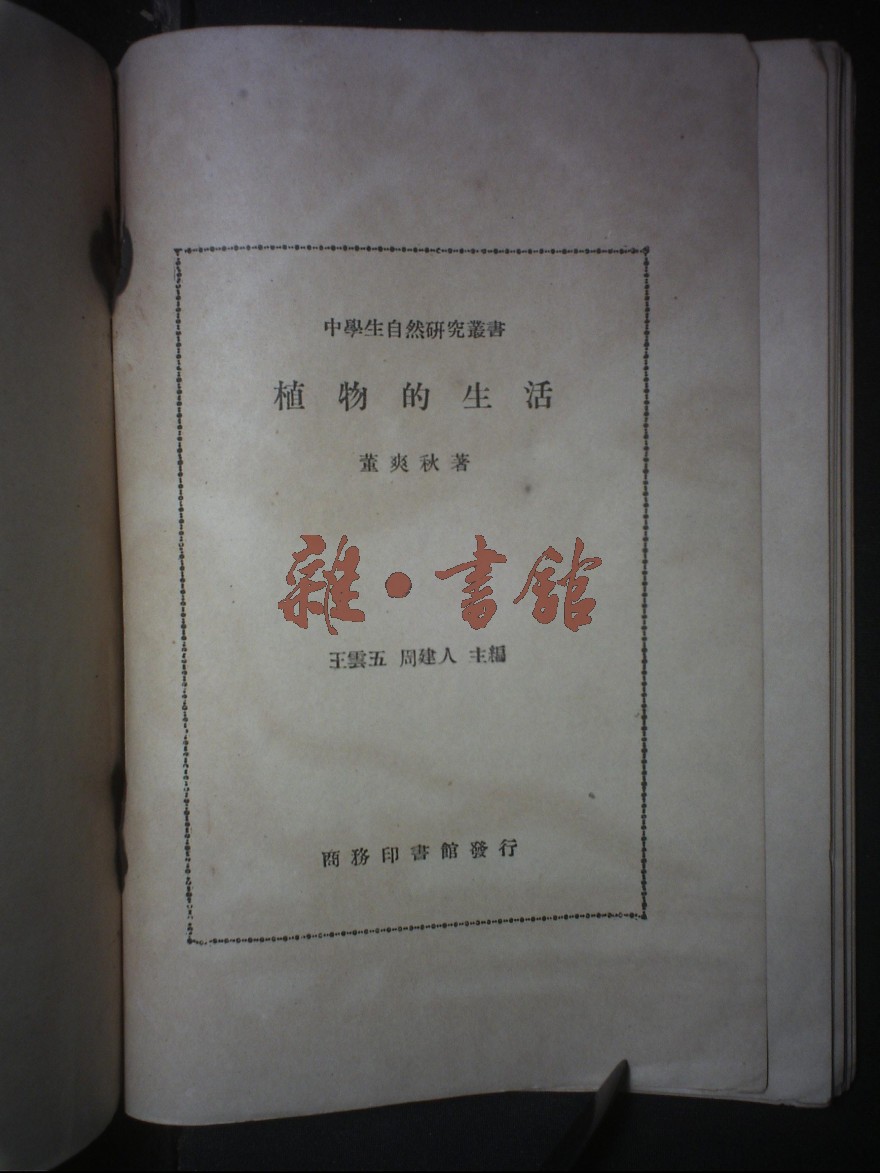 中學生自然研究叢書
植物的生活
董爽秋著
雜·書舘
王雲五 周建人 主編
商務印書館發行